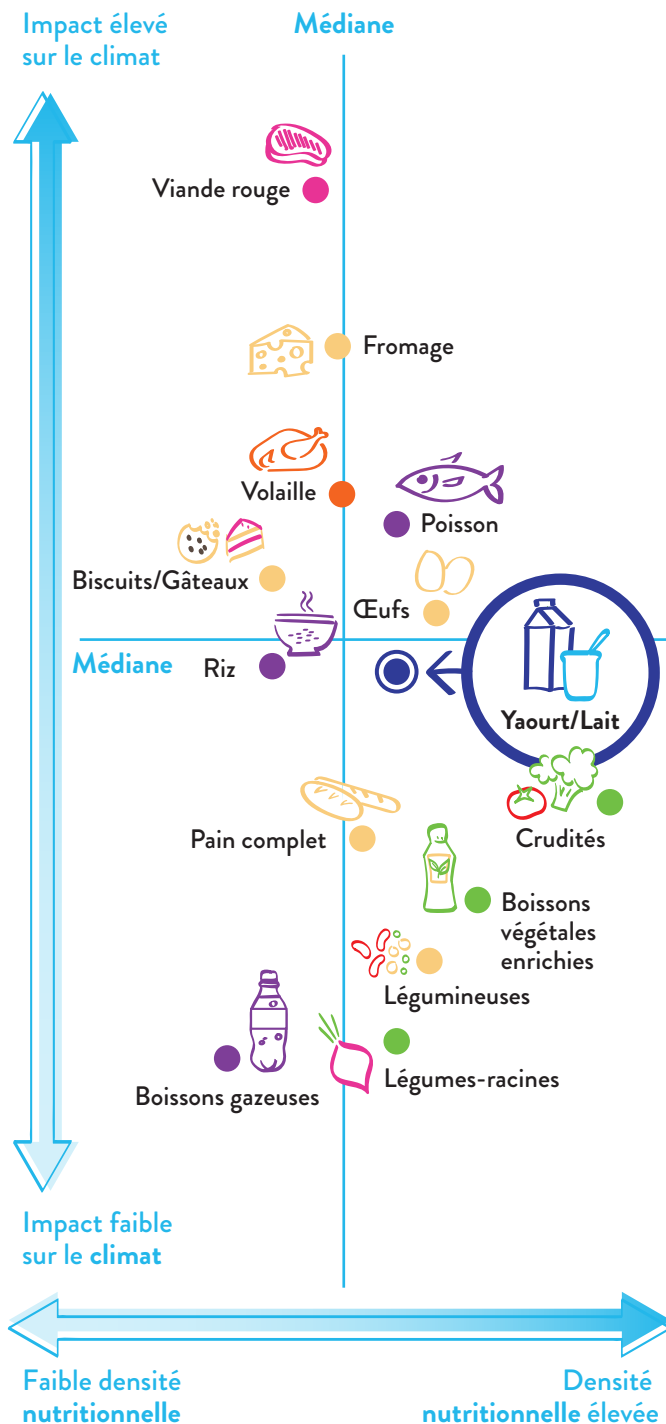 Impact élevé
sur le climat
Médiane
Viande rouge
Fromage
Volaille
Poisson
Biscuits/Gâteaux
Œufs
Médiane
Riz
Yaourt/Lait
Pain complet
Crudités
Boissons
végétales
enrichies
Légumineuses
Légumes-racines
Boissons gazeuses
Impact faible
sur le climat
Faible densité
nutritionnelle
Densité
nutritionnelle élevée